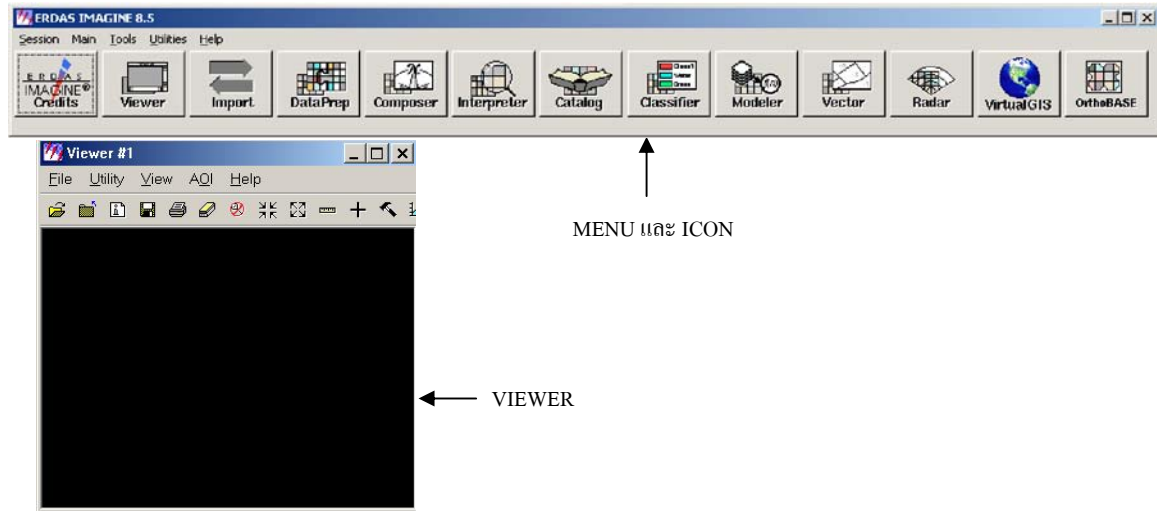 ERDAS IMAGINE 8.5
Session Main Tools Utilities Help
ERDAS IMAGINE® Credits
Viewer
Import
DataPrep
Composer
Interpreter
Catalog
Classifier
Modeler
Vector
Radar
VirtualGIS
OrthoBASE
Viewer #1
File Utility View AOI Help
MENU และ ICON
VIEWER